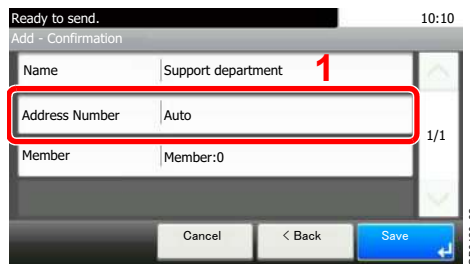 Ready to send. 10:10
Add - Confirmation
Name Support department 1
Address Number Auto
1/1
Member Member:0
Cancel < Back Save